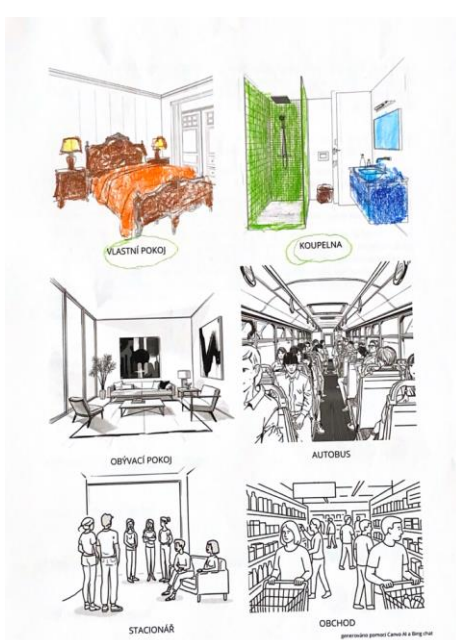 VLASTNÍ POKOJ
KOUPELNA
OBÝVACÍ POKOJ
AUTOBUS
STACIONÁŘ
OBCHOD
generováno pomocí Canva AI a Bing chat